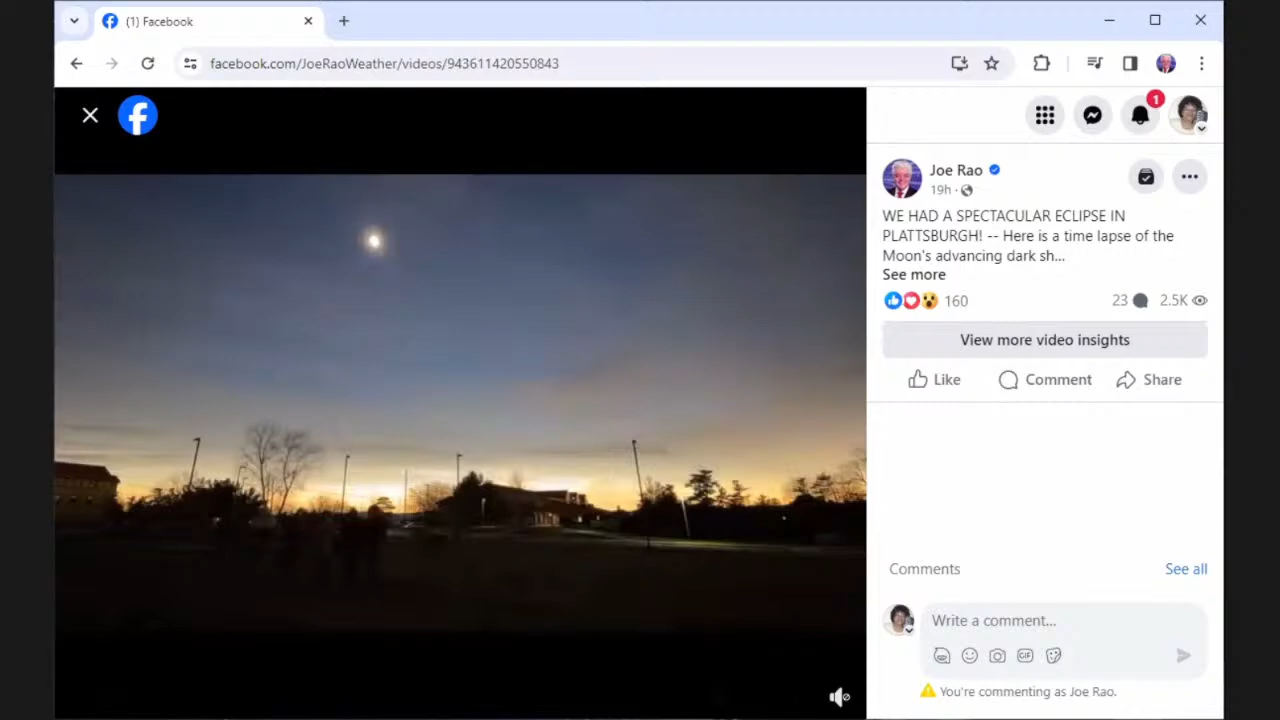 (1) Facebook
facebook.com/JoeRaoWeather/videos/943611420550843
1
Joe Rao
19h ·
WE HAD A SPECTACULAR ECLIPSE IN
PLATTSBURGH! -- Here is a time lapse of the
Moon's advancing dark sh...
See more
160 23 2.5K
View more video insights
Like Comment Share
Comments See all
Write a comment...
GIF
You're commenting as Joe Rao.